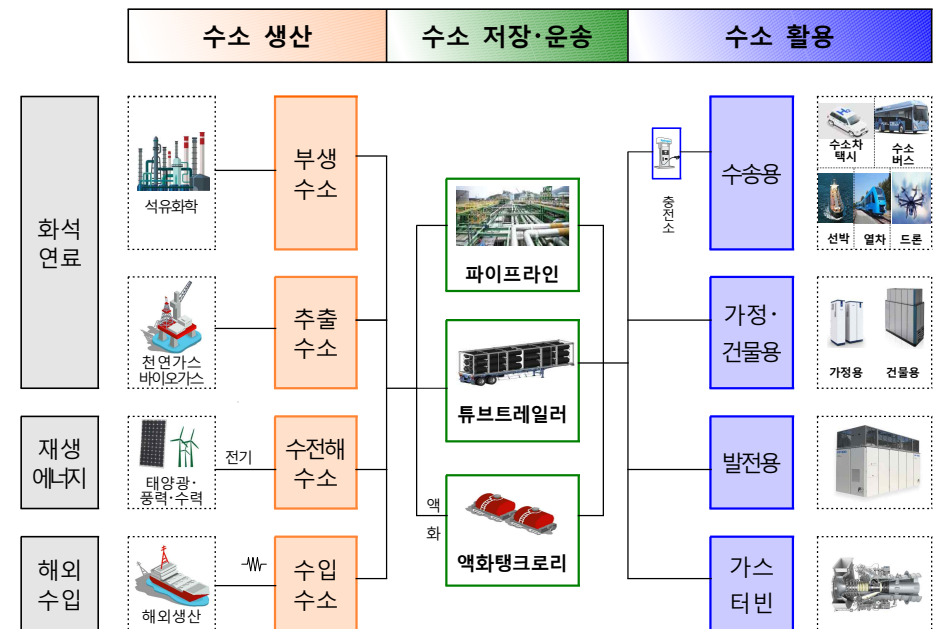 수소 생산
수소 저장·운송
수소 활용
화석
연료
석유화학
부생
수소
천연가스
바이오가스
추출
수소
재생
에너지
태양광·
풍력·수력
전기
수전해
수소
해외
수입
해외생산
수입
수소
파이프라인
튜브트레일러
액
화
액화탱크로리
충
전
소
수송용
수소차
택시
수소
버스
선박
열차
드론
가정·
건물용
가정용
건물용
발전용
가스
터빈